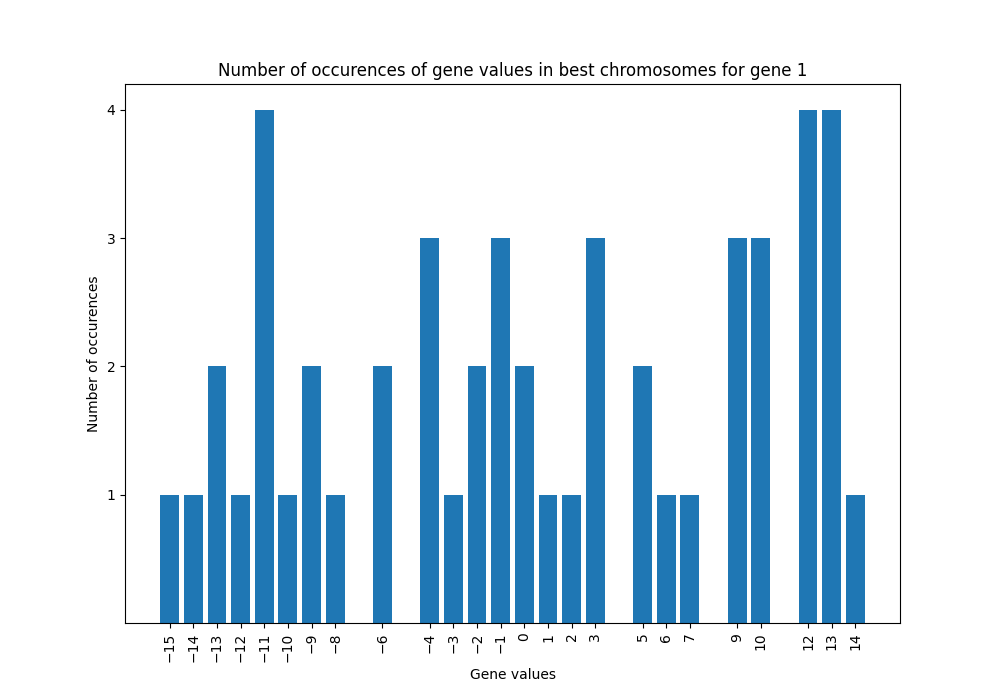 Number of occurences of gene values in best chromosomes for gene 1
Number of occurences
4
3
2
1
−15 −14 −13 −12 −11 −10 −9 −8 −6 −4 −3 −2 −1 0 1 2 3 5 6 7 9 10 12 13 14
Gene values